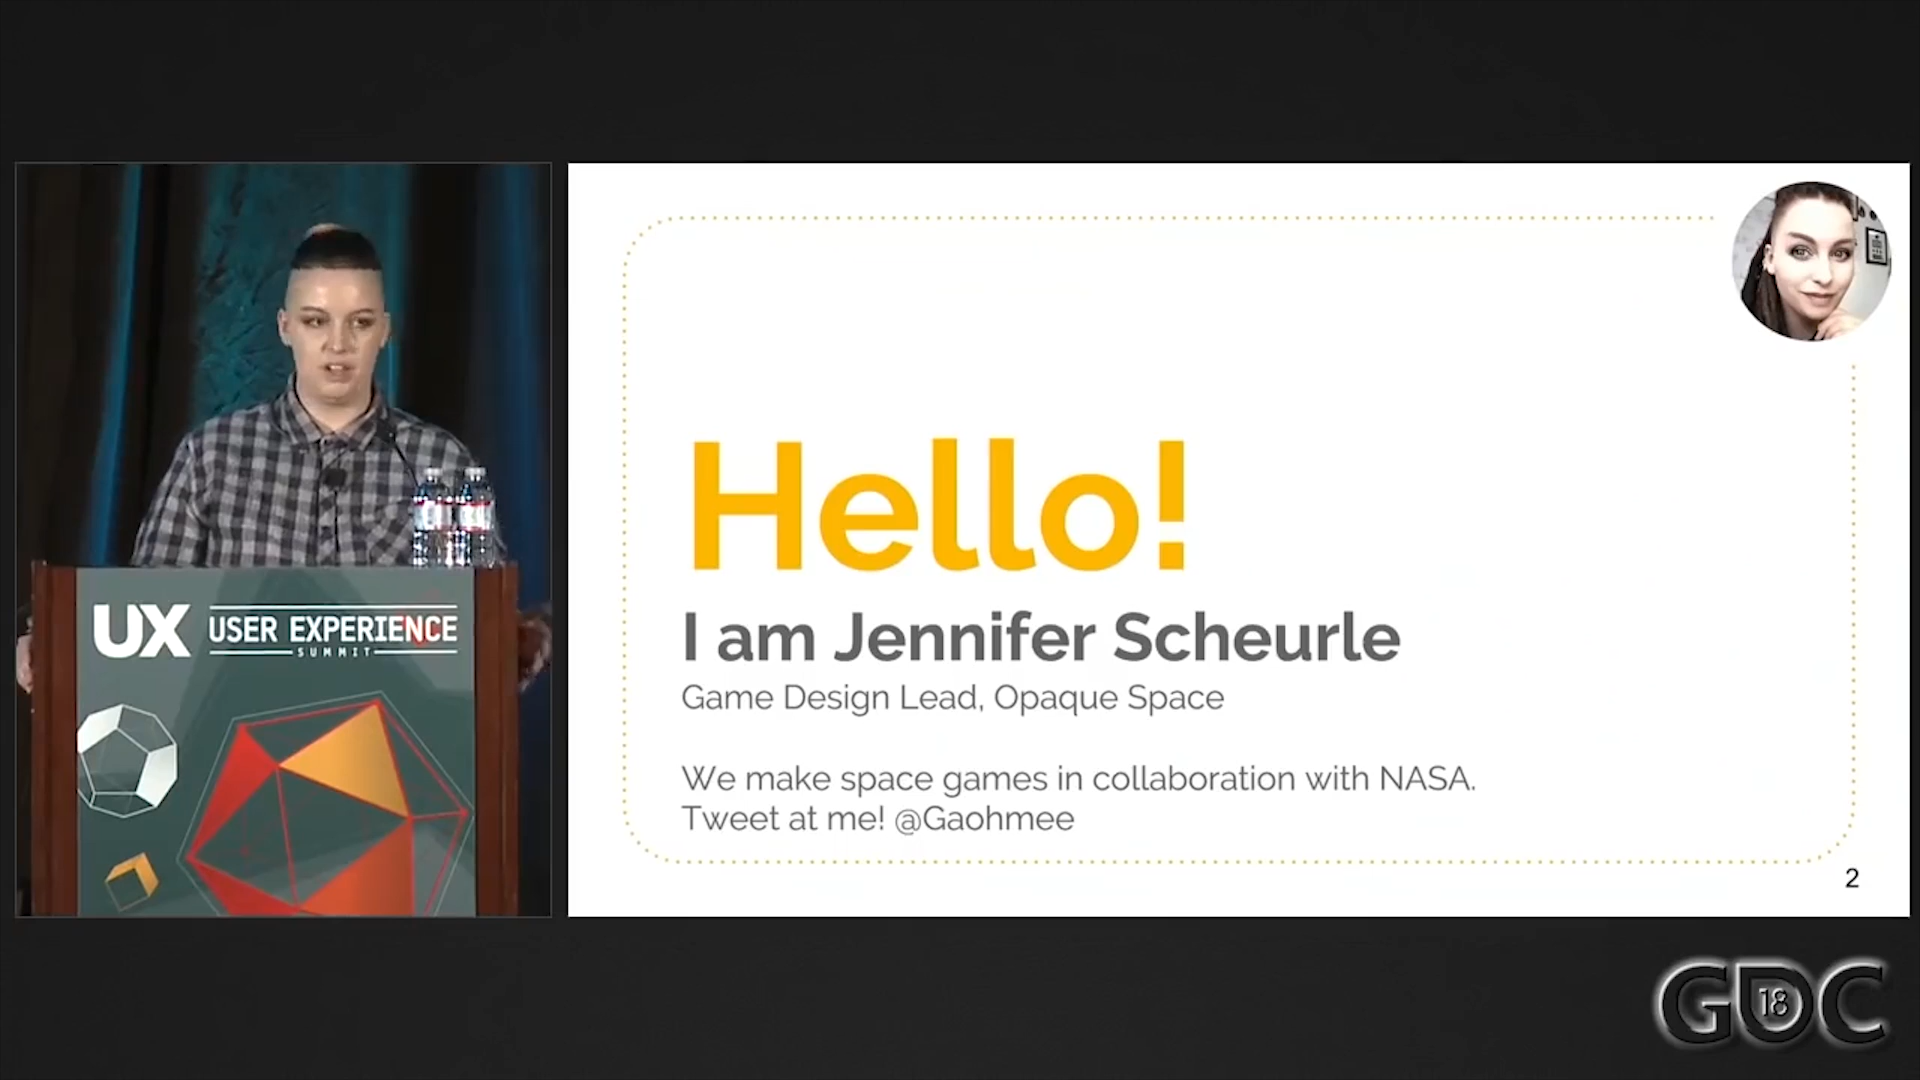 UX USER EXPERIENCE
SUMMIT
Hello!
I am Jennifer Scheurle
Game Design Lead, Opaque Space
We make space games in collaboration with NASA.
Tweet at me! @Gaohmee
2
GDC
18